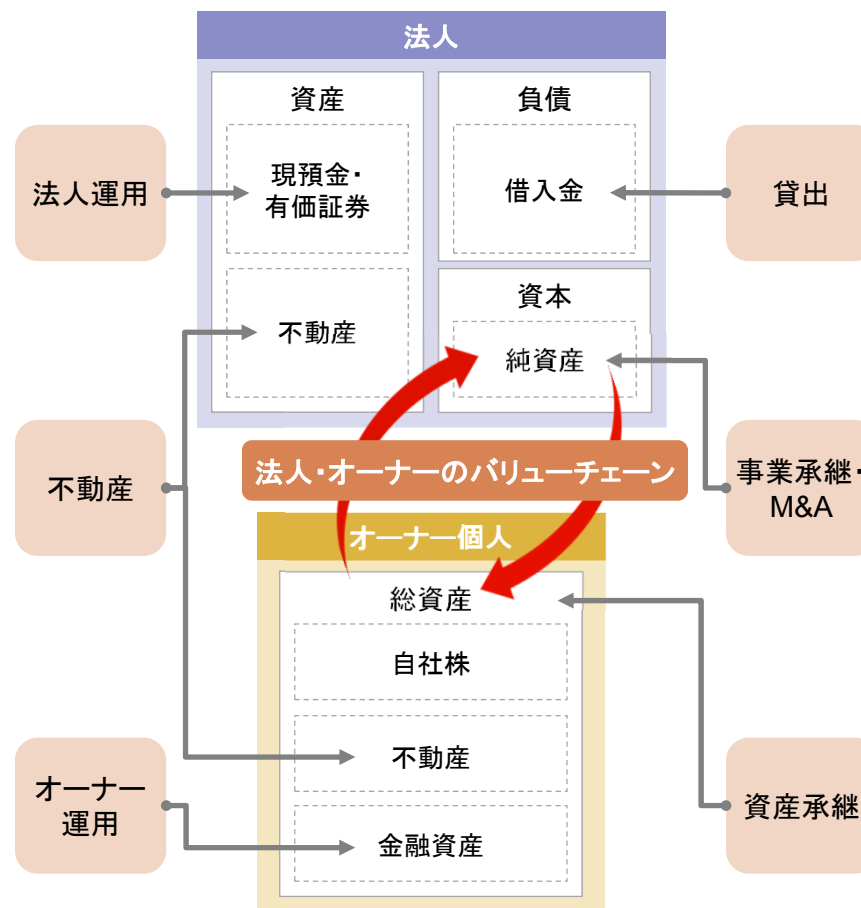 法人
資産
負債
現預金・
有価証券
借入金
法人運用
貸出
資本
不動産
純資産
不動産
法人・オーナーのバリューチェーン
事業承継・
M&A
オーナー個人
総資産
自社株
不動産
オーナー
運用
資産承継
金融資産